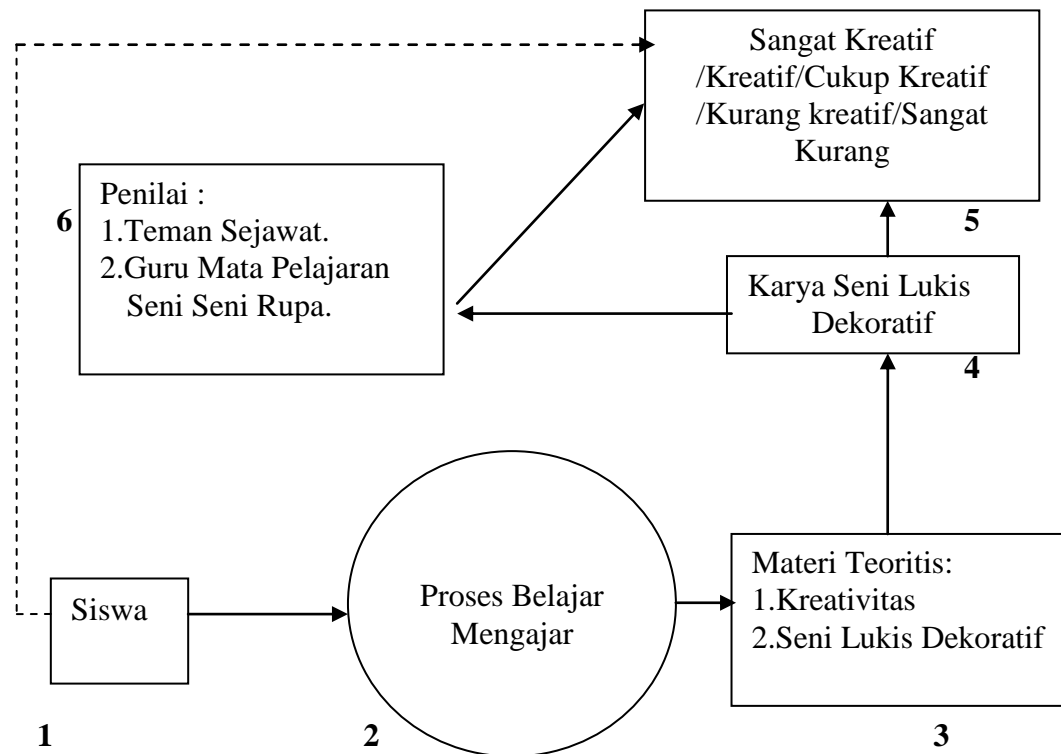 Sangat Kreatif
/Kreatif/Cukup Kreatif
/Kurang kreatif/Sangat
Kurang
5
6
Penilai :
1.Teman Sejawat.
2.Guru Mata Pelajaran
Seni Seni Rupa.
Karya Seni Lukis
Dekoratif
4
Siswa
1
Proses Belajar
Mengajar
2
Materi Teoritis:
1.Kreativitas
2.Seni Lukis Dekoratif
3